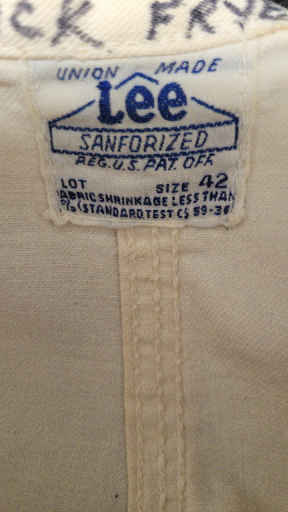 CK FRYE
UNION MADE
Lee
SANFORIZED
REG. U.S. PAT. OFF.
LOT SIZE 42
FABRIC SHRINKAGE LESS THAN
% (STANDARD TEST CS 59-36